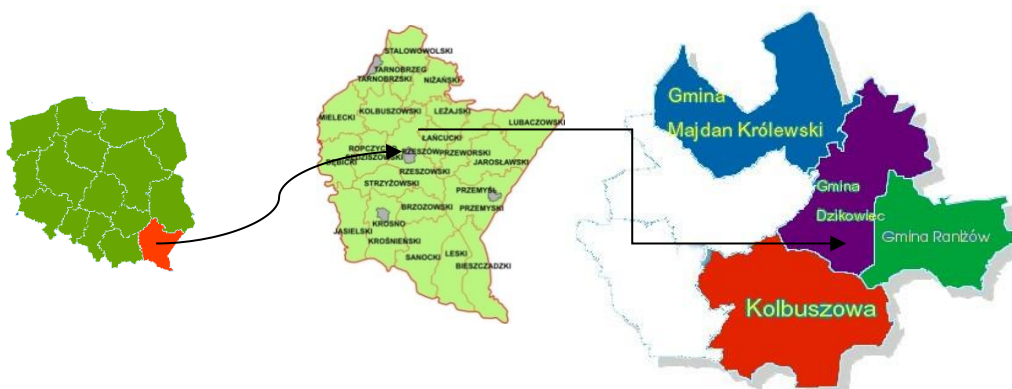 STALOWOWOLSKI
TARNOBRZEG
TARNOBRZSKI
NIŻAŃSKI
KOLBUSZOWSKI
LEŻAJSKI
MIELECKI
LUBACZOWSKI
ŁAŃCUCKI
RZESZÓW
PRZEWORSKI
JAROSŁAWSKI
RZESZOWSKI
STRZYŻOWSKI
PRZEMYŚL
BRZOZOWSKI
PRZEMYSKI
KROSNO
JASIELSKI
KROŚNIEŃSKI
LESKI
SANOCKI
BIESZCZADZKI
Gmina
Majdan Królewski
Gmina
Dzikowiec
Gmina Raniżów
Kolbuszowa